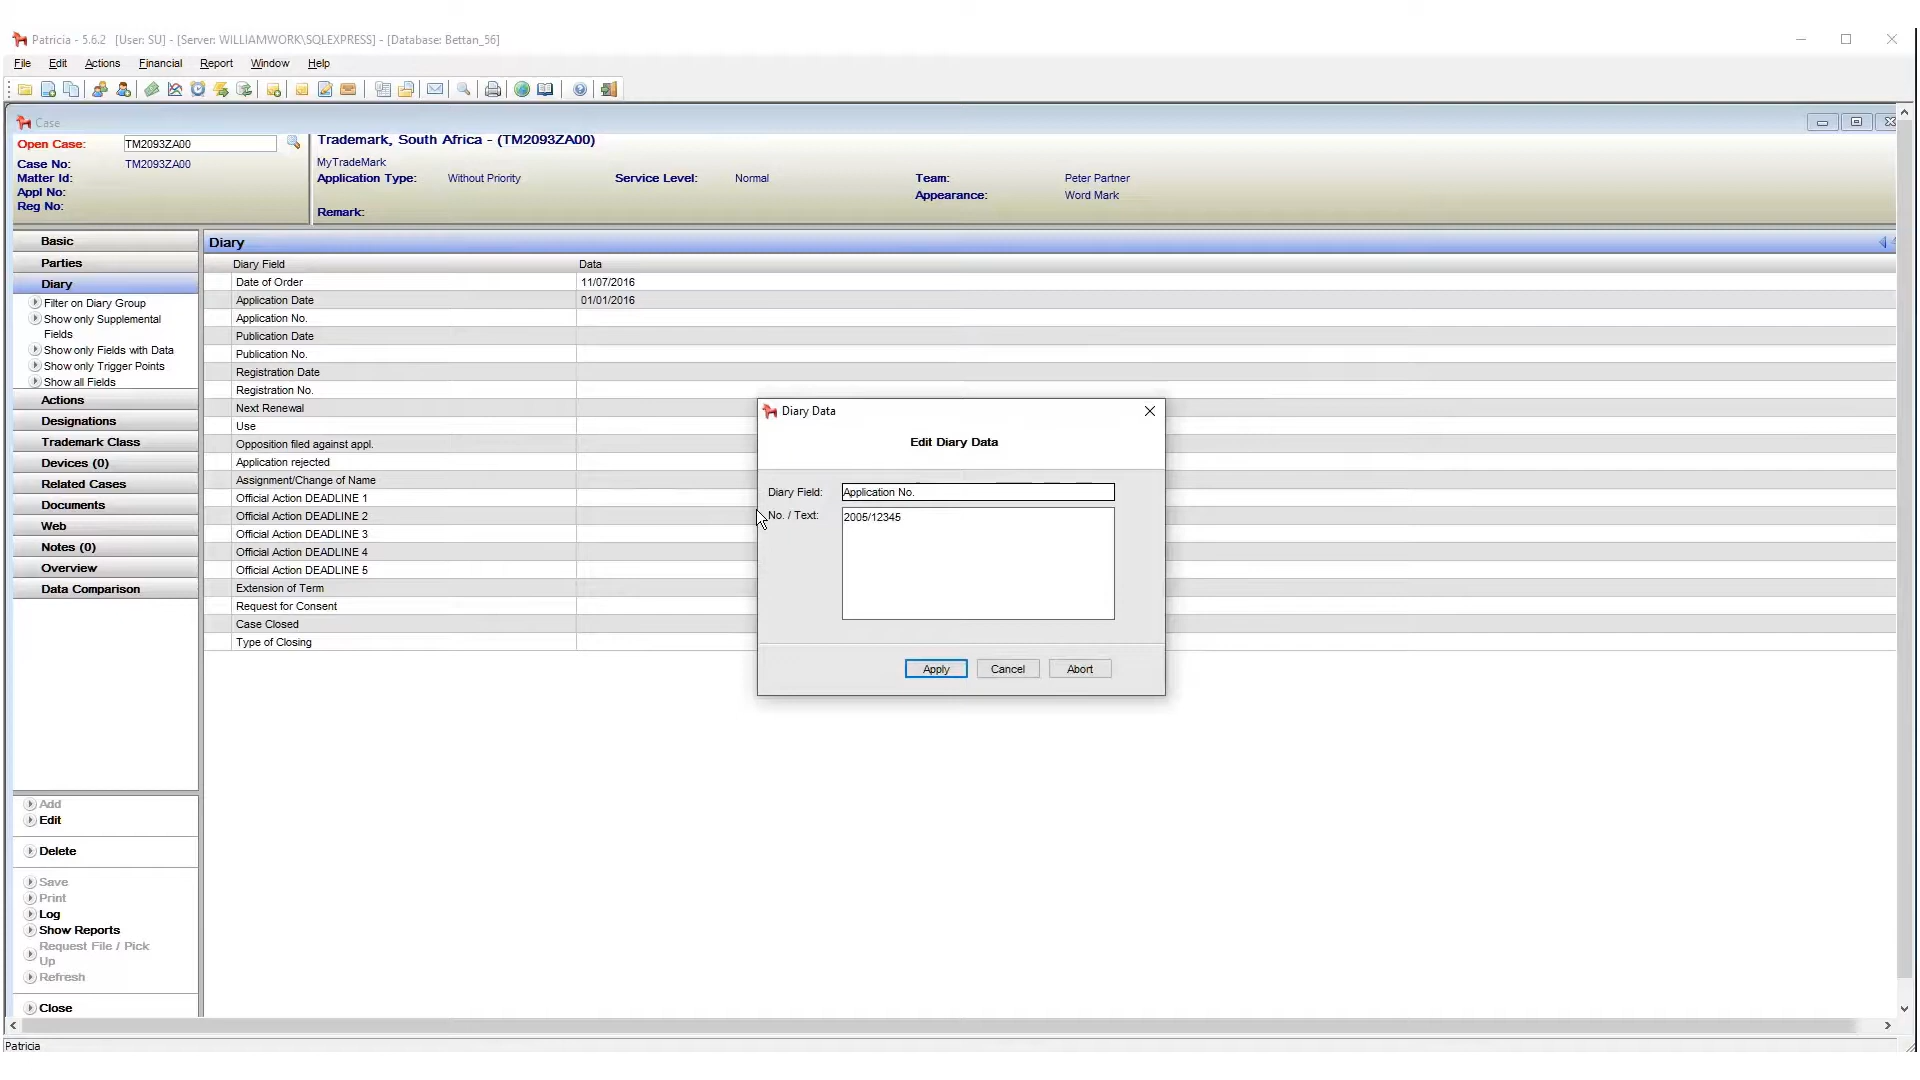 Patricia - 5.6.2 [User: SU] - [Server: WILLIAMWORK\SQLEXPRESS] - [Database: Bettan_56]
File Edit Actions Financial Report Window Help
Case
Open Case: TM2093ZA00
Case No: TM2093ZA00
Matter Id:
Appl No:
Reg No:
Trademark, South Africa - (TM2093ZA00)
MyTradeMark
Application Type: Without Priority Service Level: Normal Team: Peter Partner
Appearance: Word Mark
Remark:
Basic
Parties
Diary
Filter on Diary Group
Show only Supplemental
Fields
Show only Fields with Data
Show only Trigger Points
Show all Fields
Actions
Designations
Trademark Class
Devices (0)
Related Cases
Documents
Web
Notes (0)
Overview
Data Comparison
Add
Edit
Delete
Save
Print
Log
Show Reports
Request File / Pick
Up
Refresh
Close
Diary
Diary Field Data
Date of Order 11/07/2016
Application Date 01/01/2016
Application No.
Publication Date
Publication No.
Registration Date
Registration No.
Next Renewal
Use
Opposition filed against appl.
Application rejected
Assignment/Change of Name
Official Action DEADLINE 1
Official Action DEADLINE 2
Official Action DEADLINE 3
Official Action DEADLINE 4
Official Action DEADLINE 5
Extension of Term
Request for Consent
Case Closed
Type of Closing
Diary Data
Edit Diary Data
Diary Field: Application No.
No. / Text: 2005/12345
Apply Cancel Abort
Patricia